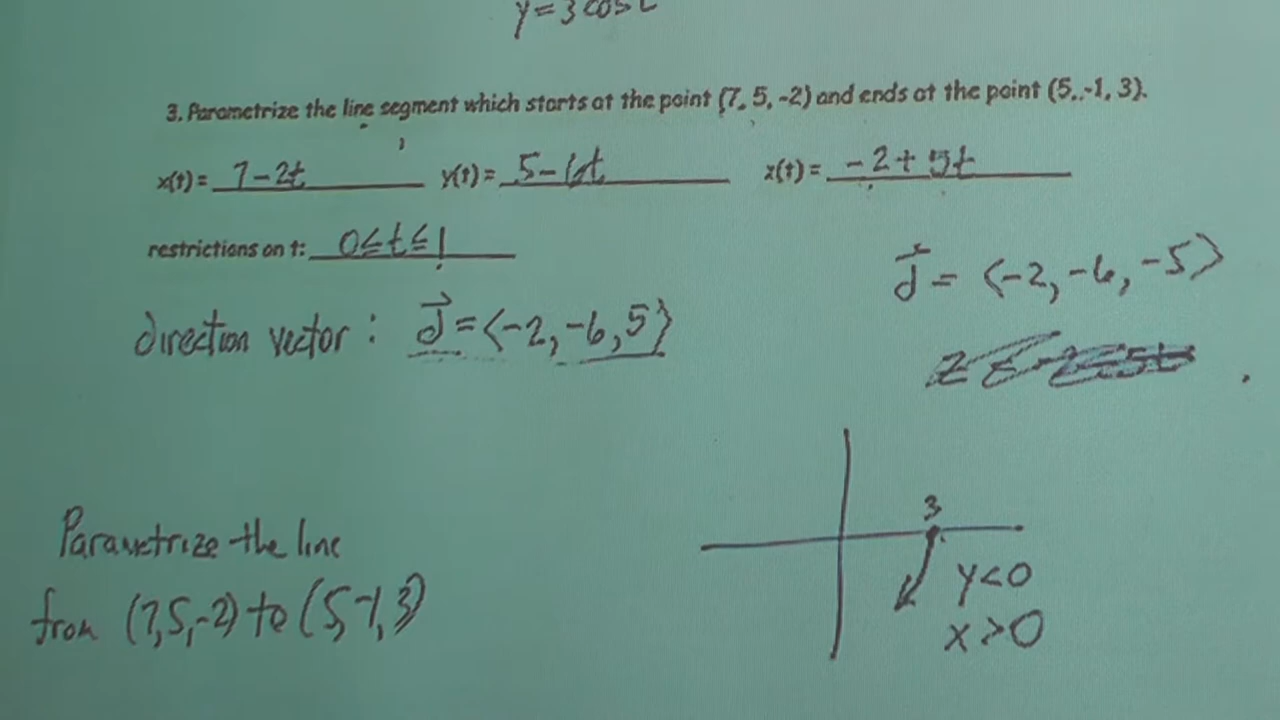 y = 3 cos t
3. Parametrize the line segment which starts at the point (7, 5, -2) and ends at the point (5, -1, 3).
x(t) = 7 - 2t y(t) = 5 - 6t z(t) = -2 + 5t
restrictions on t: 0 ≤ t ≤ 1
d = ⟨-2, -6, -5⟩
direction vector : d = ⟨-2, -6, 5⟩
Parametrize the line
from (7,5,-2) to (5,-1,3)
3
y < 0
x > 0